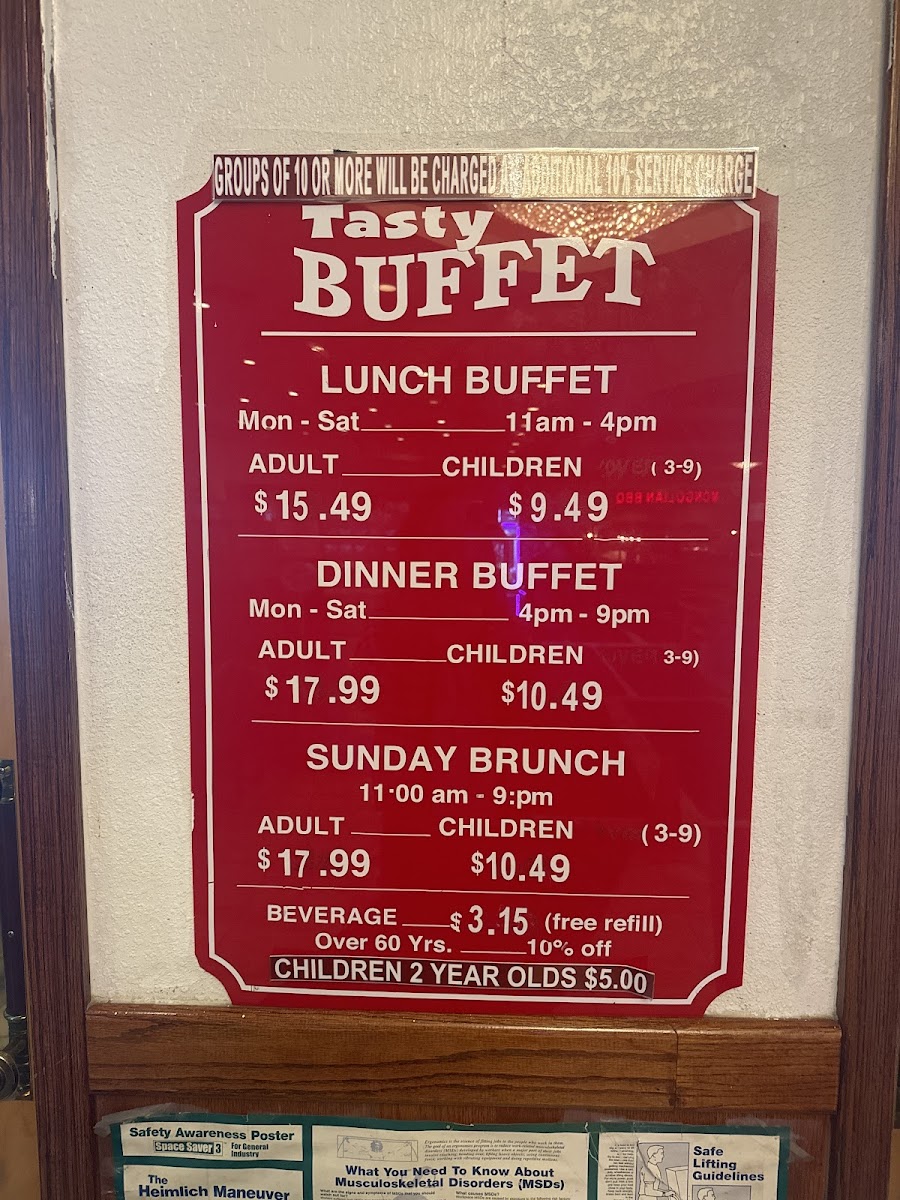 GROUPS OF 10 OR MORE WILL BE CHARGED ADDITIONAL 10% SERVICE CHARGE
Tasty
BUFFET
LUNCH BUFFET
Mon - Sat 11am - 4pm
ADULT CHILDREN (3-9)
$15.49 $9.49
MONGOLIAN BBQ
DINNER BUFFET
Mon - Sat 4pm - 9pm
ADULT CHILDREN 3-9)
$17.99 $10.49
SUNDAY BRUNCH
11:00 am - 9:pm
ADULT CHILDREN (3-9)
$17.99 $10.49
BEVERAGE $3.15 (free refill)
Over 60 Yrs. 10% off
CHILDREN 2 YEAR OLDS $5.00
Safety Awareness Poster
Space Saver 3 For General Industry
The
Heimlich Maneuver
What You Need To Know About
Musculoskeletal Disorders (MSDs)
Safe
Lifting
Guidelines